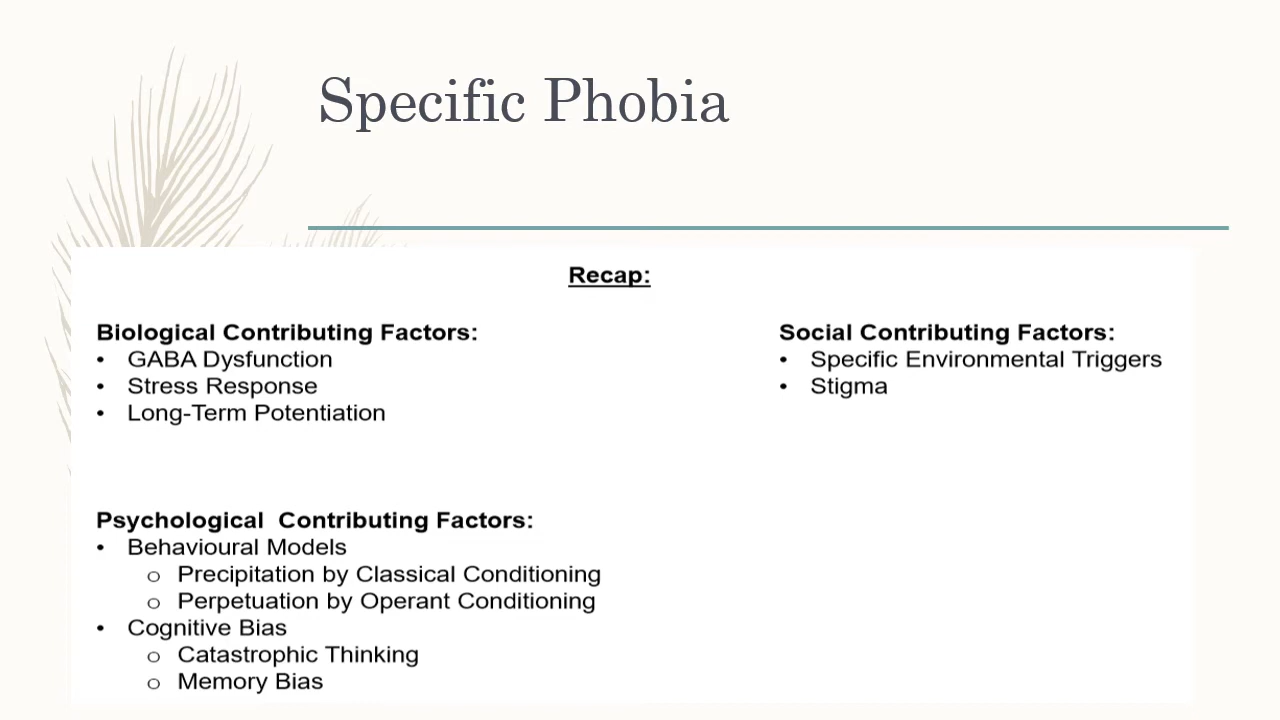 Specific Phobia
Recap:
Biological Contributing Factors:
• GABA Dysfunction
• Stress Response
• Long-Term Potentiation
Social Contributing Factors:
• Specific Environmental Triggers
• Stigma
Psychological  Contributing Factors:
• Behavioural Models
o Precipitation by Classical Conditioning
o Perpetuation by Operant Conditioning
• Cognitive Bias
o Catastrophic Thinking
o Memory Bias